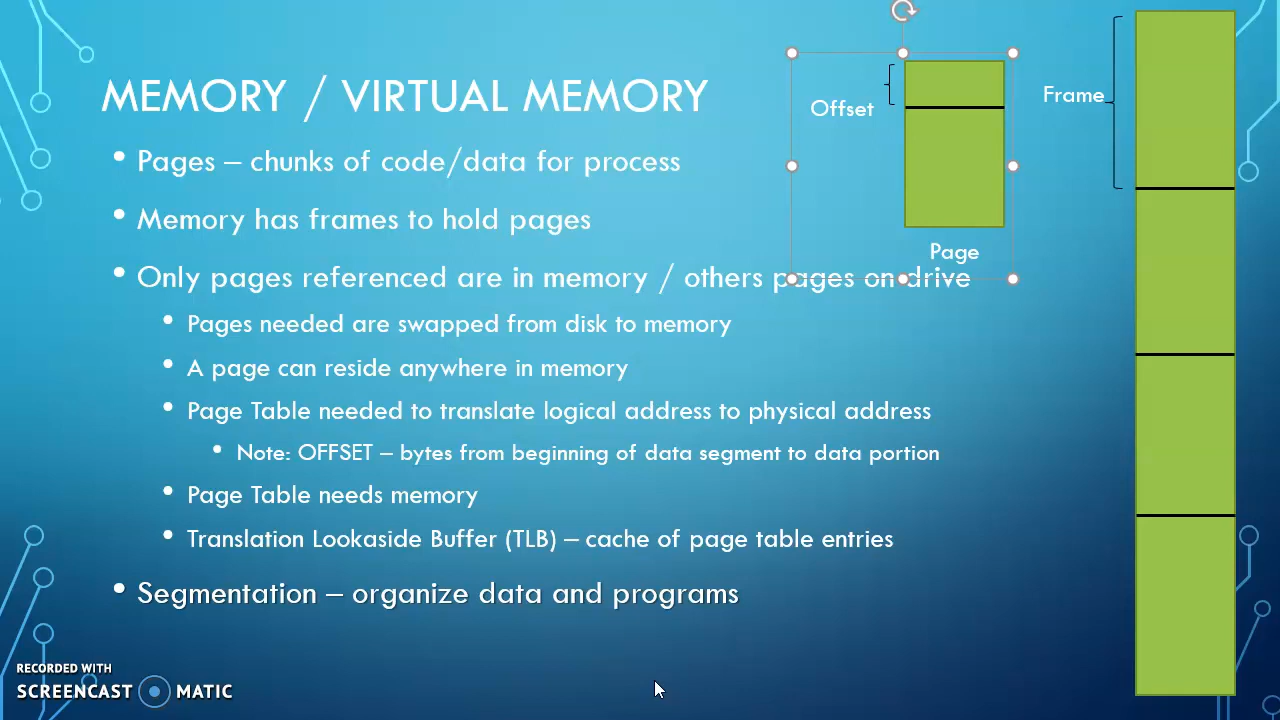 MEMORY / VIRTUAL MEMORY
• Pages – chunks of code/data for process
• Memory has frames to hold pages
• Only pages referenced are in memory / others pages on drive
• Pages needed are swapped from disk to memory
• A page can reside anywhere in memory
• Page Table needed to translate logical address to physical address
• Note: OFFSET – bytes from beginning of data segment to data portion
• Page Table needs memory
• Translation Lookaside Buffer (TLB) – cache of page table entries
• Segmentation – organize data and programs
Offset
Page
Frame
RECORDED WITH
SCREENCAST MATIC